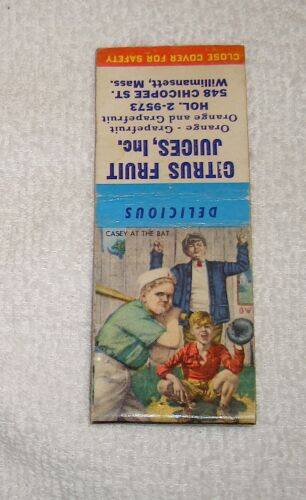 CASEY AT THE BAT
DELICIOUS
CITRUS FRUIT
JUICES, Inc.
Orange - Grapefruit
Orange and Grapefruit
HOL. 2-9573
548 CHICOPEE ST.
Willimansett, Mass.
CLOSE COVER FOR SAFETY